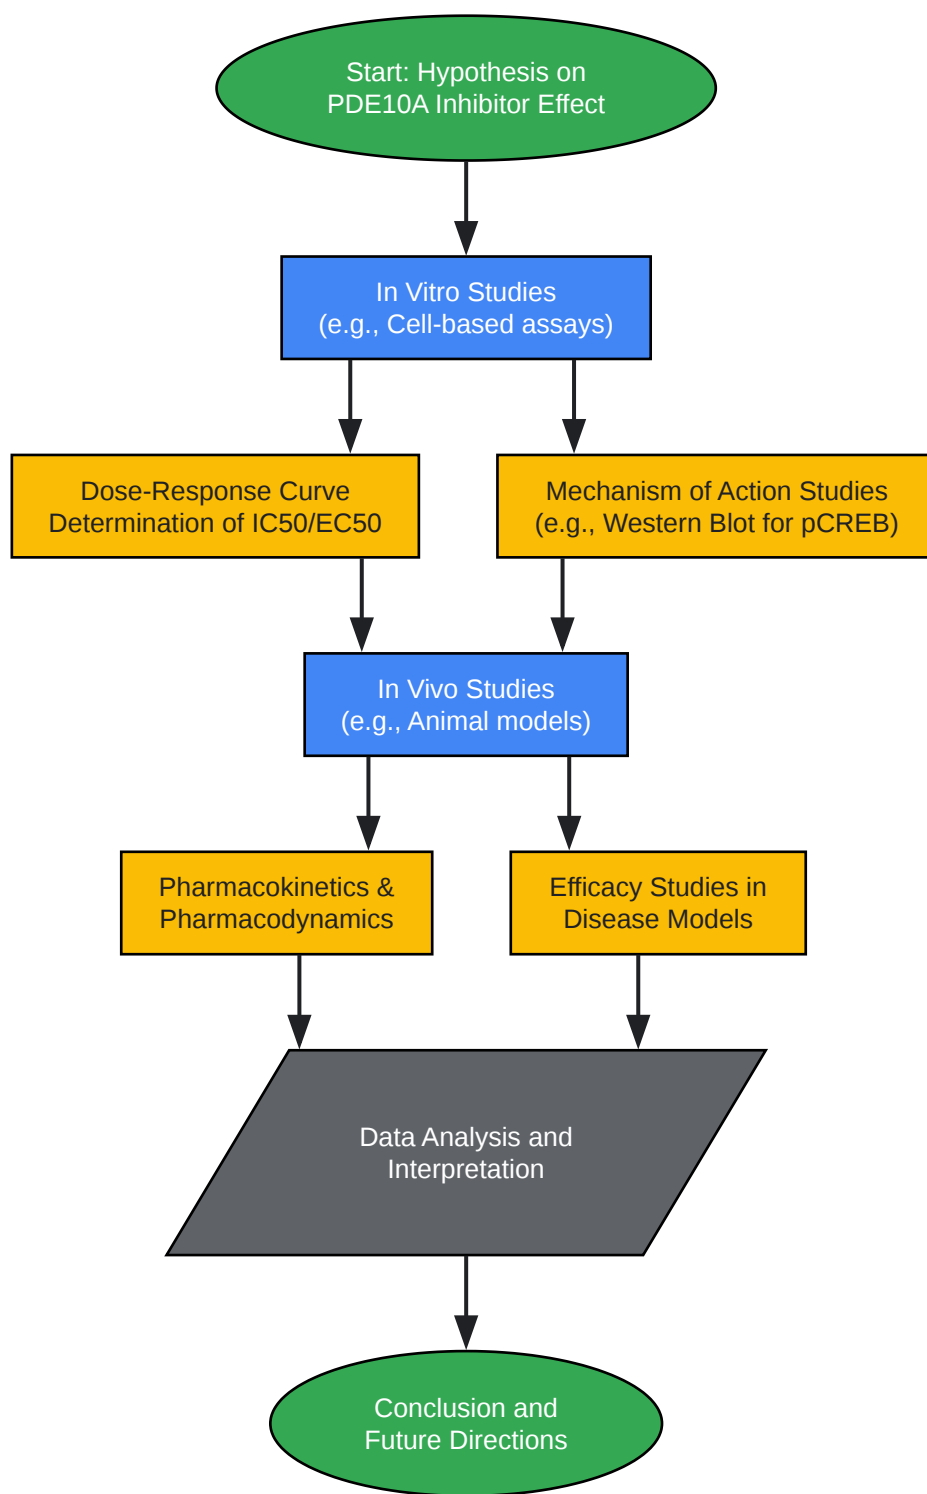 Start: Hypothesis on
PDE10A Inhibitor Effect
In Vitro Studies
(e.g., Cell-based assays)
Dose-Response Curve
Determination of IC50/EC50
Mechanism of Action Studies
(e.g., Western Blot for pCREB)
In Vivo Studies
(e.g., Animal models)
Pharmacokinetics &
Pharmacodynamics
Efficacy Studies in
Disease Models
Data Analysis and
Interpretation
Conclusion and
Future Directions